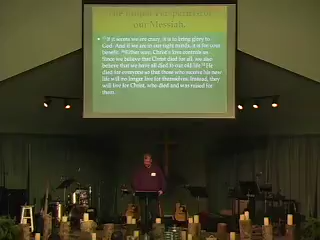 our Messiah.
If it seems we are crazy, it is to bring glory to
God. And if we are in our right minds, it is for your
benefit. Either way, Christ's love controls us.
Since we believe that Christ died for all, we also
believe that we have all died to our old life. He
died for everyone so that those who receive his new
life will no longer live for themselves. Instead, they
will live for Christ, who died and was raised for
them.